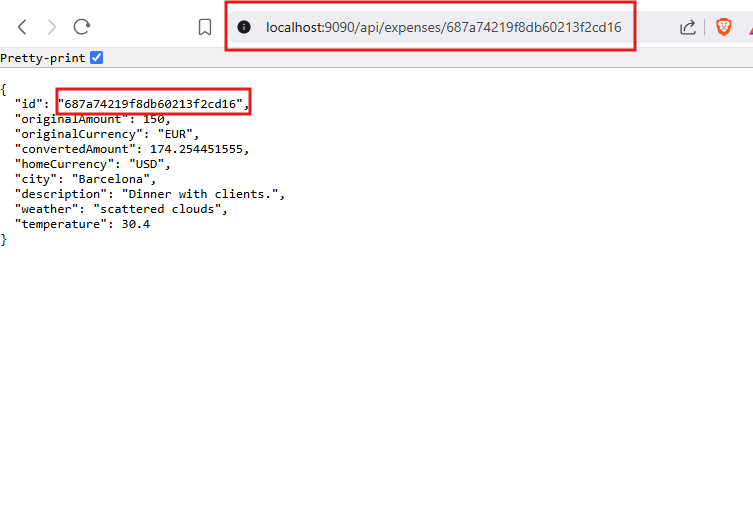 localhost:9090/api/expenses/687a74219f8db60213f2cd16
Pretty-print
{
  "id": "687a74219f8db60213f2cd16",
  "originalAmount": 150,
  "originalCurrency": "EUR",
  "convertedAmount": 174.254451555,
  "homeCurrency": "USD",
  "city": "Barcelona",
  "description": "Dinner with clients.",
  "weather": "scattered clouds",
  "temperature": 30.4
}